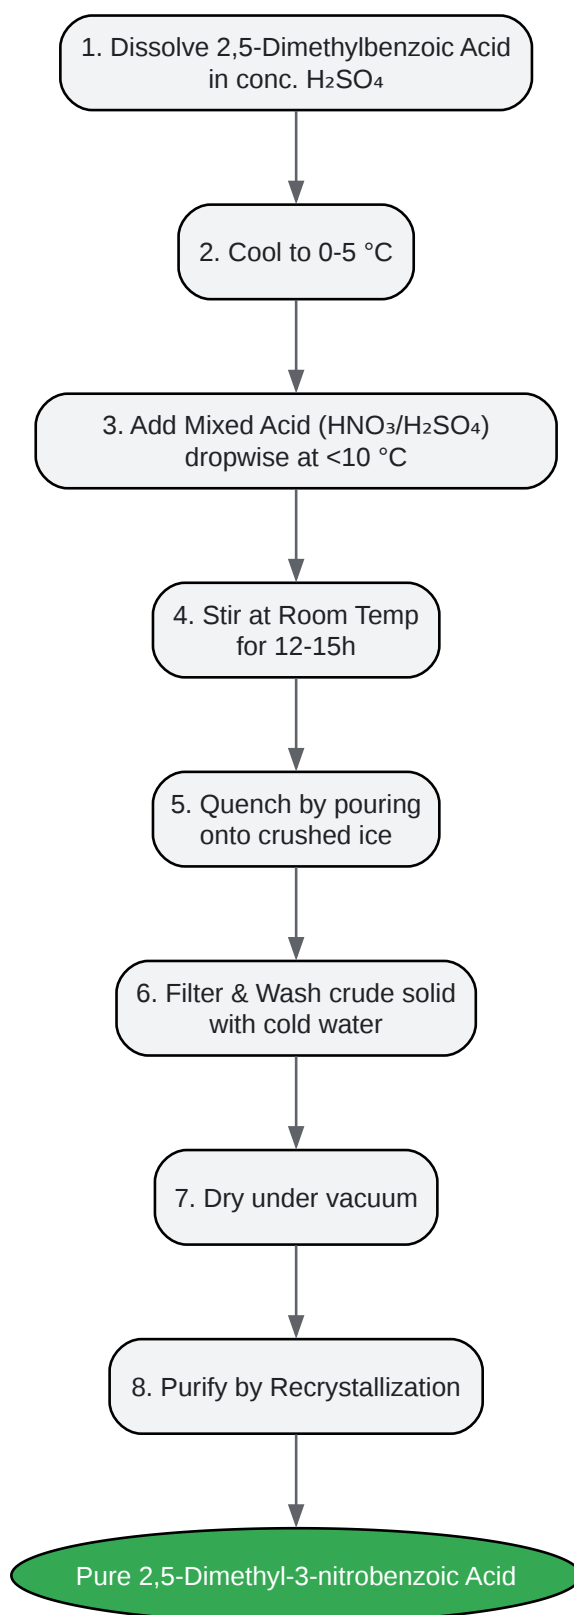 1. Dissolve 2,5-Dimethylbenzoic Acid
in conc. H₂SO₄
2. Cool to 0-5 °C
3. Add Mixed Acid (HNO₃/H₂SO₄)
dropwise at <10 °C
4. Stir at Room Temp
for 12-15h
5. Quench by pouring
onto crushed ice
6. Filter & Wash crude solid
with cold water
7. Dry under vacuum
8. Purify by Recrystallization
Pure 2,5-Dimethyl-3-nitrobenzoic Acid